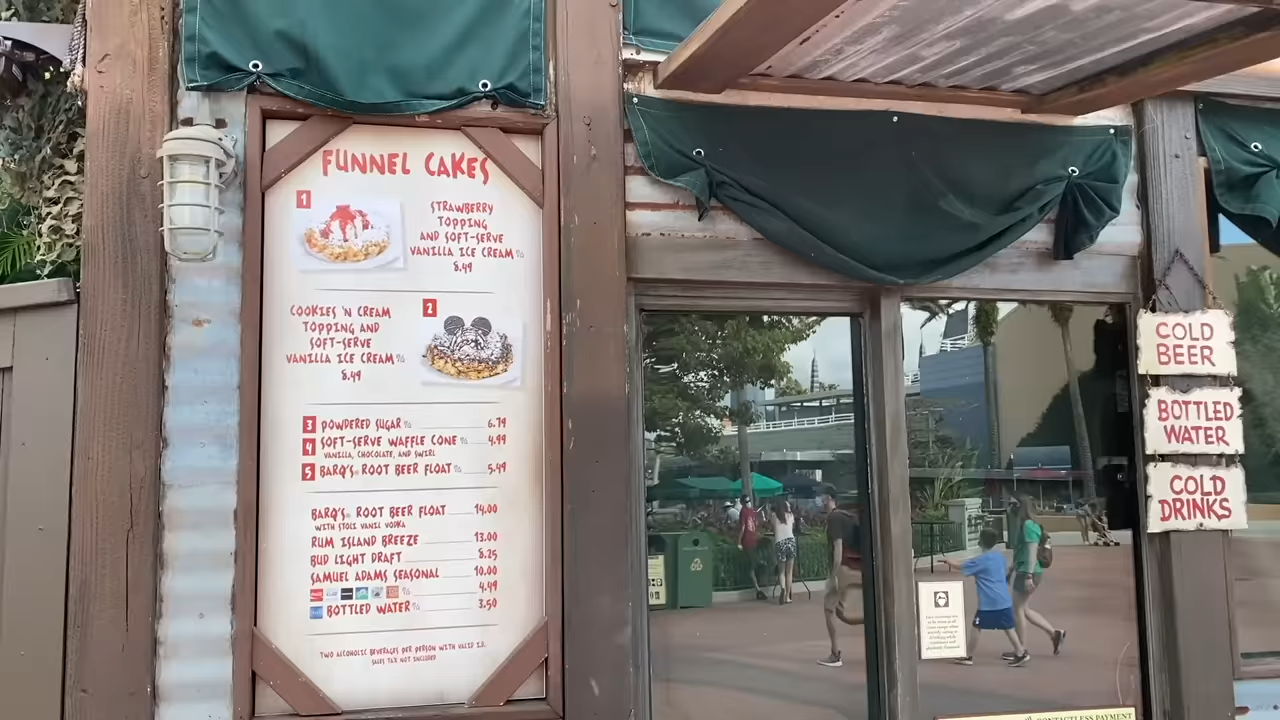 FUNNEL CAKES
1
STRAWBERRY
TOPPING
AND SOFT-SERVE
VANILLA ICE CREAM
8.49
2
COOKIES 'N CREAM
TOPPING AND
SOFT-SERVE
VANILLA ICE CREAM
8.49
3 POWDERED SUGAR 6.79
4 SOFT-SERVE WAFFLE CONE 4.99
VANILLA, CHOCOLATE, AND SWIRL
5 BARQ'S ROOT BEER FLOAT 5.49
BARQ'S ROOT BEER FLOAT 14.00
WITH STOLI VANIL VODKA
RUM ISLAND BREEZE 13.00
BUD LIGHT DRAFT 8.25
SAMUEL ADAMS SEASONAL 10.00
4.49
BOTTLED WATER 3.50
TWO ALCOHOLIC BEVERAGES PER PERSON WITH VALID I.D.
SALES TAX NOT INCLUDED
COLD
BEER
BOTTLED
WATER
COLD
DRINKS
CONTACTLESS PAYMENT